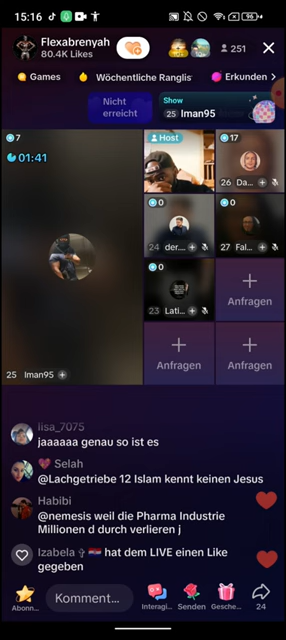 15:16
96
Flexabrenyah
80.4K Likes
251
Games
Wöchentliche Ranglis
Erkunden
Nicht
erreicht
Show
25 Iman95
7
01:41
Host
17
26 Da...
0
24 der...
0
27 Fal...
0
23 Lati...
Anfragen
Anfragen
Anfragen
25 Iman95
lisa_7075
jaaaaaa genau so ist es
Selah
@Lachgetriebe 12 Islam kennt keinen Jesus
Habibi
@nemesis weil die Pharma Industrie
Millionen d durch verlieren j
Izabela hat dem LIVE einen Like
gegeben
Abonn...
Komment...
Interagi...
Senden
Gesche...
24